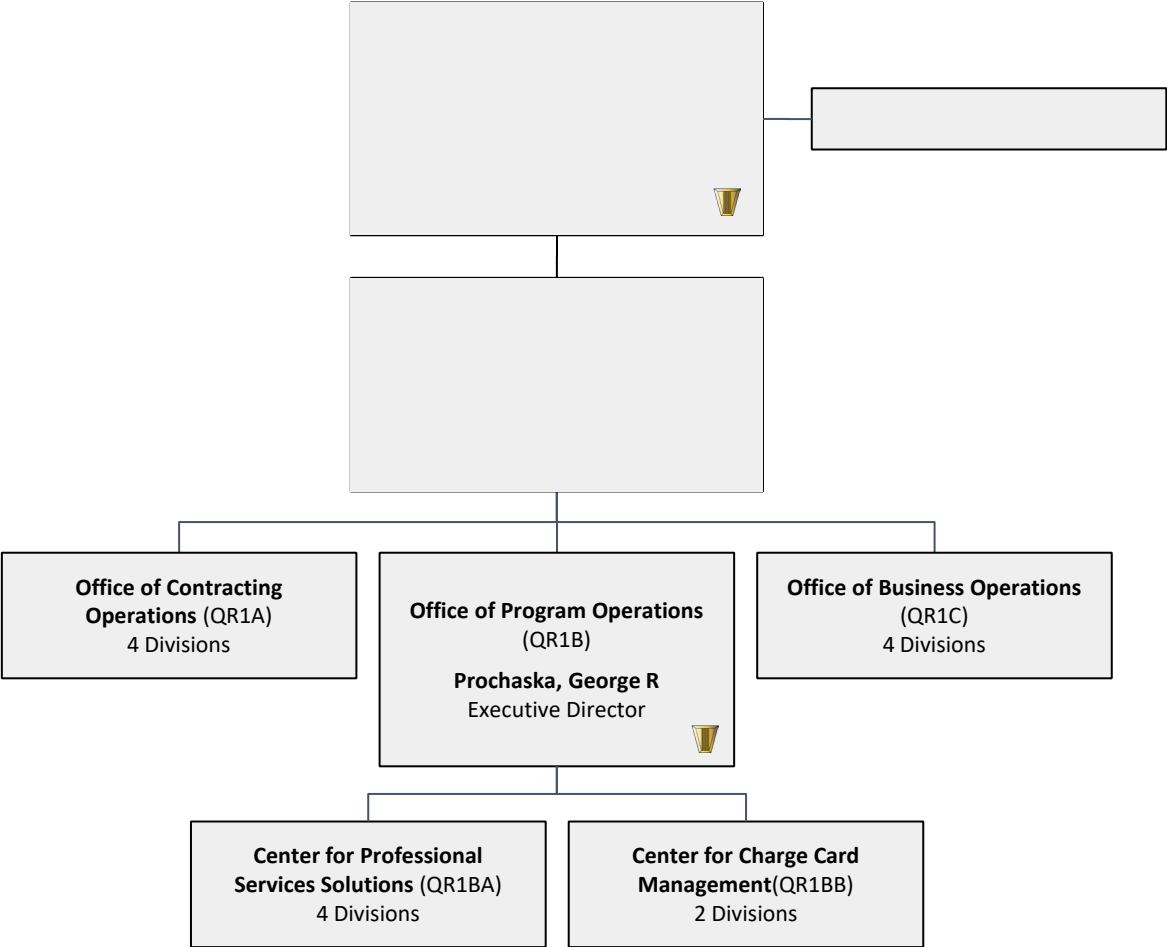 Office of Contracting
Operations (QR1A)
4 Divisions
Office of Program Operations
(QR1B)
Prochaska, George R
Executive Director
Office of Business Operations
(QR1C)
4 Divisions
Center for Professional
Services Solutions (QR1BA)
4 Divisions
Center for Charge Card
Management(QR1BB)
2 Divisions